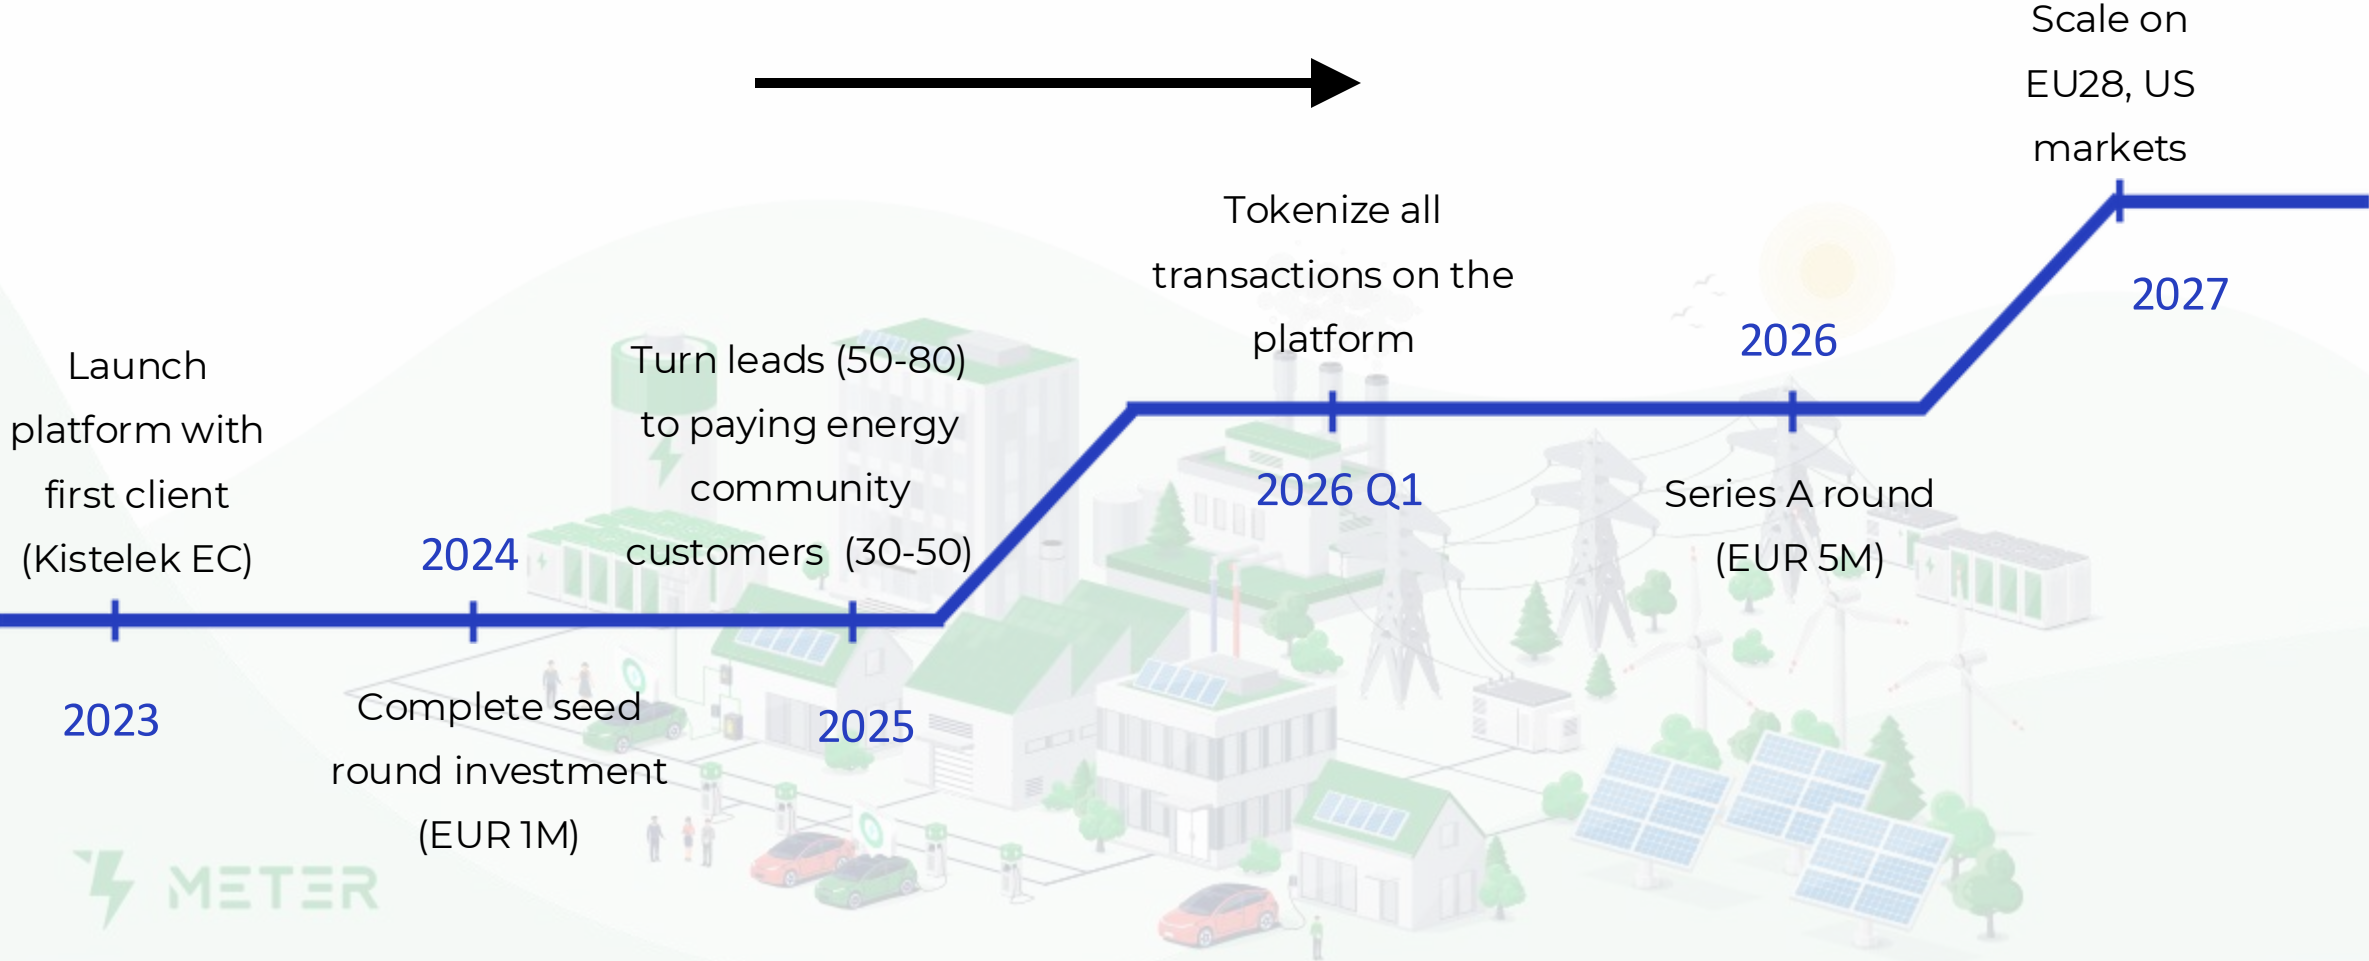 Launch
platform with
first client
(Kistelek EC)
2023
2024
Complete seed
round investment
(EUR 1M)
Turn leads (50-80)
to paying energy
community
customers (30-50)
2025
Tokenize all
transactions on the
platform
2026 Q1
2026
Series A round
(EUR 5M)
Scale on
EU28, US
markets
2027
METER